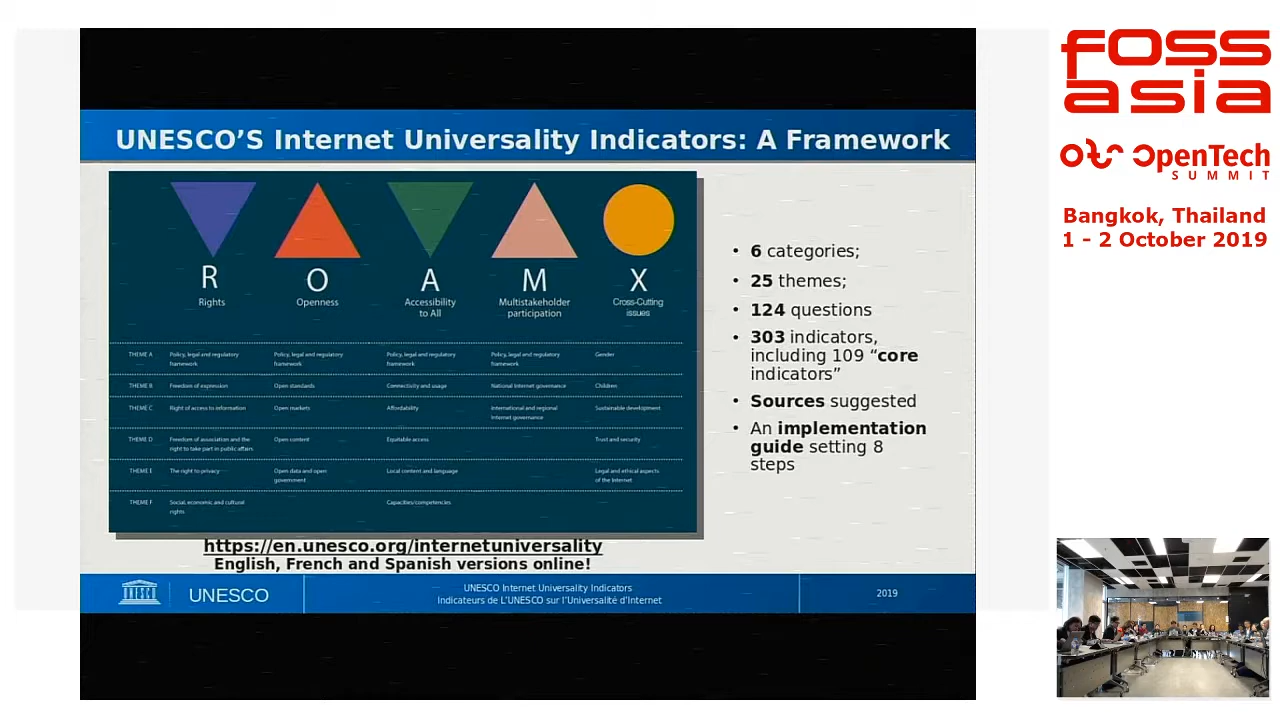 UNESCO’S Internet Universality Indicators: A Framework
R
O
A
M
X
Rights
Openness
Accessibility
to All
Multistakeholder
participation
Cross-Cutting
issues
THEME A
Policy, legal and regulatory
framework
Policy, legal and regulatory
framework
Policy, legal and regulatory
framework
Policy, legal and regulatory
framework
Gender
THEME B
Freedom of expression
Open standards
Connectivity and usage
National Internet governance
Children
THEME C
Right of access to information
Open markets
Affordability
International and regional
Internet governance
Sustainable development
THEME D
Freedom of association and the
right to take part in public affairs
Open content
Equitable access
Trust and security
THEME E
The right to privacy
Open data and open
government
Local content and language
Legal and ethical aspects
of the Internet
THEME F
Social, economic and cultural
rights
Capacities/competencies
• 6 categories;
• 25 themes;
• 124 questions
• 303 indicators,
including 109 “core
indicators”
• Sources suggested
• An implementation
guide setting 8
steps
https://en.unesco.org/internetuniversality
English, French and Spanish versions online!
UNESCO
UNESCO Internet Universality Indicators
Indicateurs de L'UNESCO sur l'Universalité d'Internet
2019
foss
asia
OpenTech
SUMMIT
Bangkok, Thailand
1 - 2 October 2019